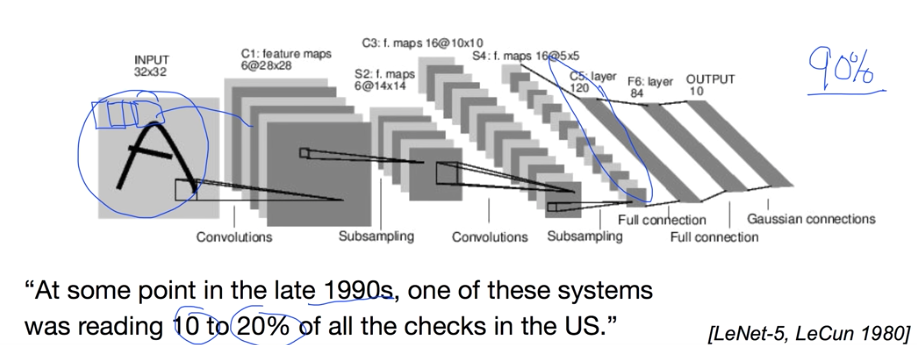 C3: f. maps 16@10x10
INPUT
32x32
C1: feature maps
6@28x28
S4: f. maps 16@5x5
S2: f. maps
6@14x14
C5: layer
120
F6: layer
84
OUTPUT
10
90%
A
Convolutions
Subsampling
Convolutions
Subsampling
Full connection
Full connection
Gaussian connections
“At some point in the late 1990s, one of these systems
was reading 10 to 20% of all the checks in the US.”
[LeNet-5, LeCun 1980]